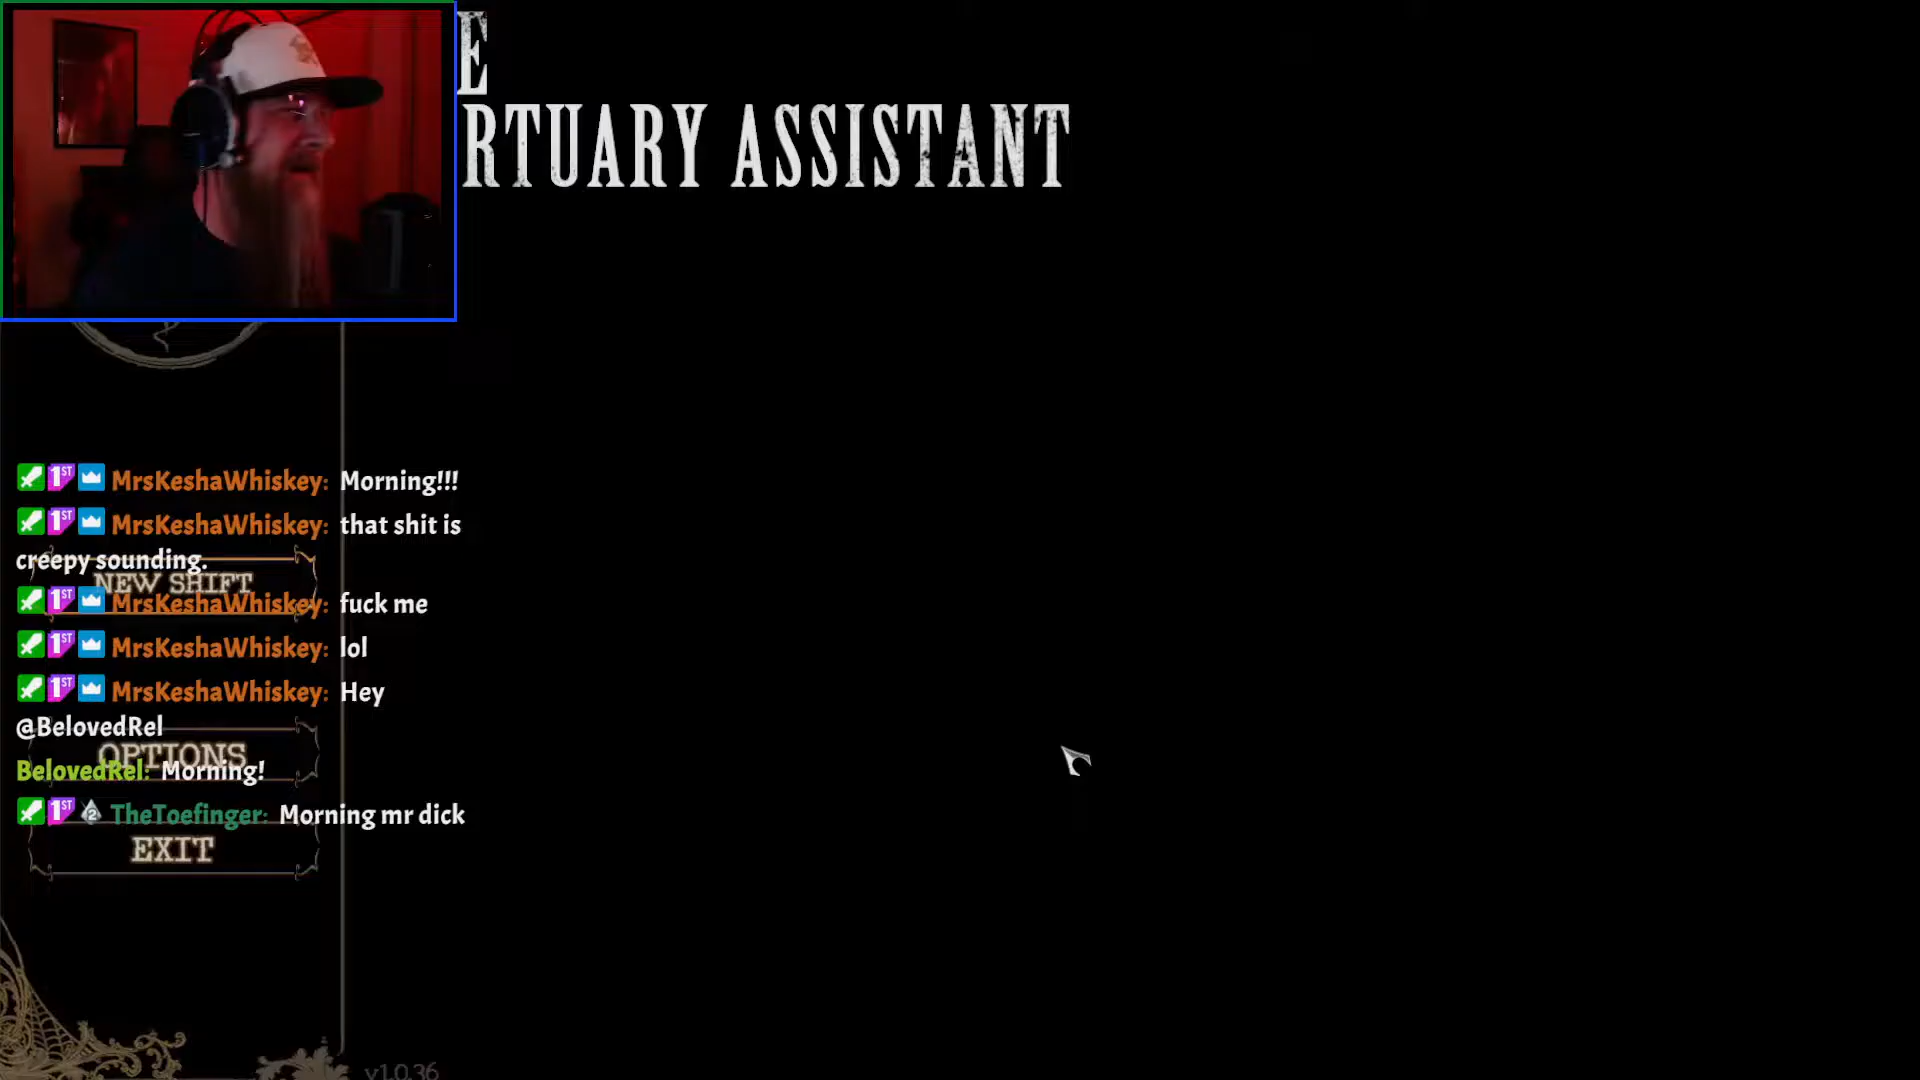 E
RTUARY ASSISTANT
MrsKeshaWhiskey: Morning!!!
MrsKeshaWhiskey: that shit is
creepy sounding.
NEW SHIFT
MrsKeshaWhiskey: fuck me
MrsKeshaWhiskey: lol
MrsKeshaWhiskey: Hey
@BelovedRel
OPTIONS
BelovedRel: Morning!
TheToefinger: Morning mr dick
EXIT
v1.0.36